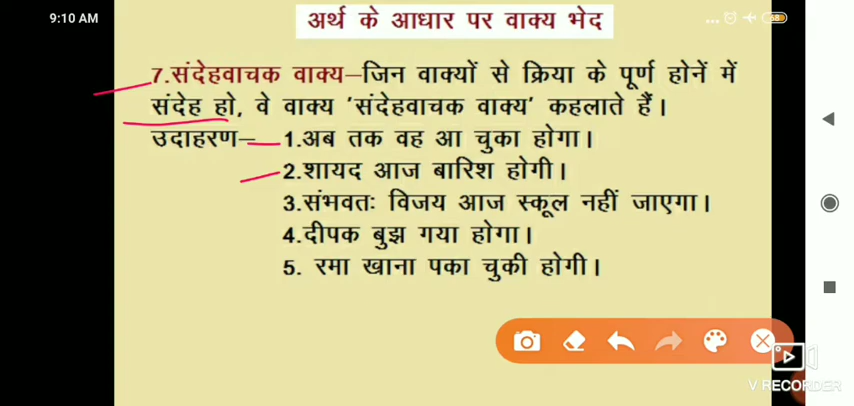 9:10 AM
अर्थ के आधार पर वाक्य भेद
68
7.संदेहवाचक वाक्य–जिन वाक्यों से क्रिया के पूर्ण होनें में
संदेह हो, वे वाक्य 'संदेहवाचक वाक्य' कहलाते हैं।
उदाहरण– 1.अब तक वह आ चुका होगा।
2.शायद आज बारिश होगी।
3.संभवतः विजय आज स्कूल नहीं जाएगा।
4.दीपक बुझ गया होगा।
5. रमा खाना पका चुकी होगी।
V RECORDER